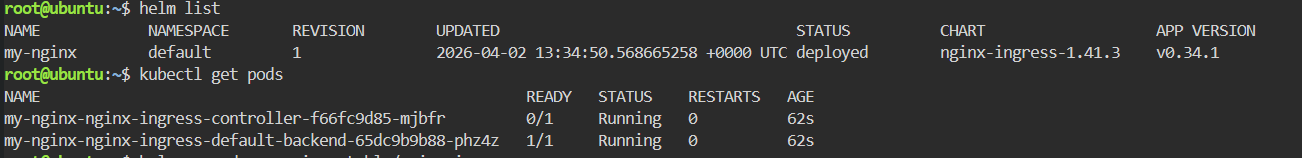 root@ubuntu:~$ helm list
NAME NAMESPACE REVISION UPDATED STATUS CHART APP VERSION
my-nginx default 1 2026-04-02 13:34:50.568665258 +0000 UTC deployed nginx-ingress-1.41.3 v0.34.1
root@ubuntu:~$ kubectl get pods
NAME READY STATUS RESTARTS AGE
my-nginx-nginx-ingress-controller-f66fc9d85-mjbfr 0/1 Running 0 62s
my-nginx-nginx-ingress-default-backend-65dc9b9b88-phz4z 1/1 Running 0 62s